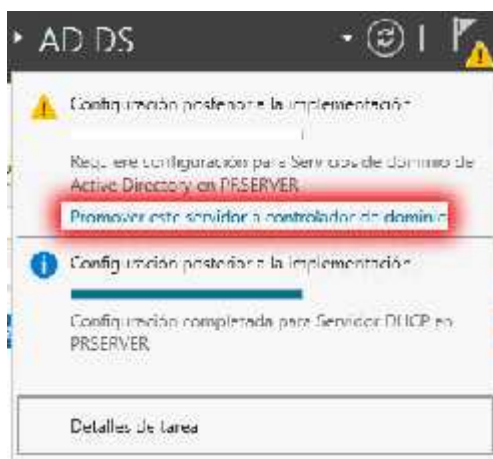 AD DS
Configuración posterior a la implementación
Requiere configuración para Servicios de dominio de
Active Directory en PRSERVER
Promover este servidor a controlador de dominio
Configuración posterior a la implementación
Configuración completada para Servidor DHCP en
PRSERVER
Detalles de tarea